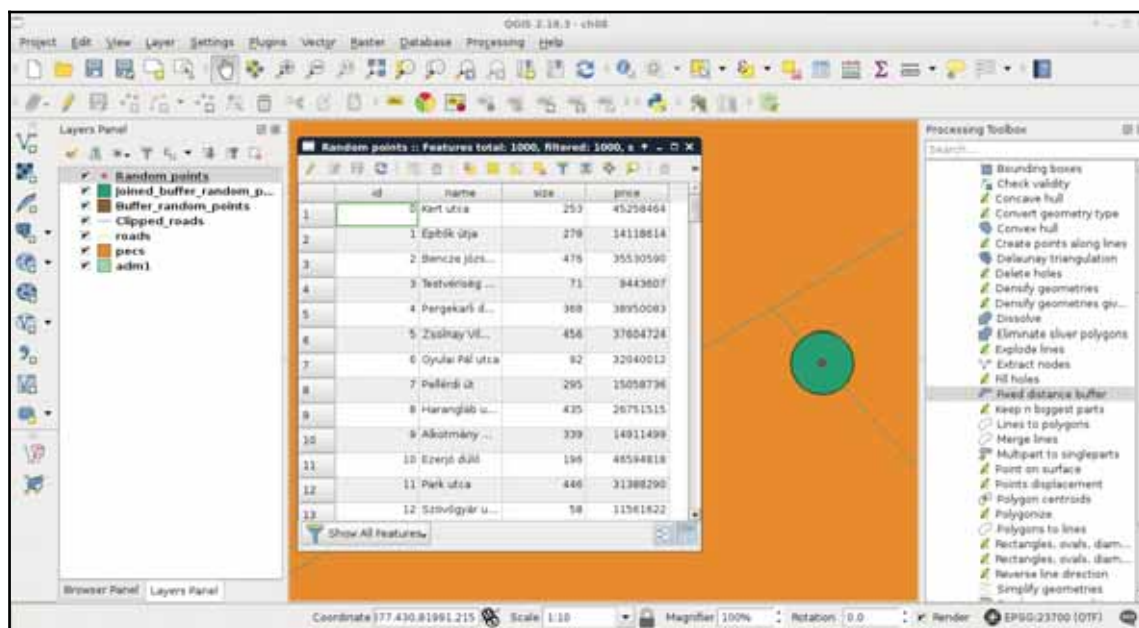 QGIS 2.18.3 - ch08
Project Edit View Layer Settings Plugins Vector Raster Database Processing Help
Layers Panel
Random points
Joined_buffer_random_p...
Buffer_random_points
Clipped_roads
roads
pecs
adm1
Browser Panel Layers Panel
Random points :: Features total: 1000, filtered: 1000, s
id name size price
1 0 Kert utca 253 45258464
2 1 Építők útja 278 14118614
3 2 Bencze Józs... 476 35530590
4 3 Testvériség ... 71 9443607
5 4 Pergekarli d... 368 38950083
6 5 Zsolnay Vil... 456 37604724
7 6 Gyulai Pál utca 92 32040012
8 7 Pellérdi út 295 15058736
9 8 Harangláb u... 435 26751515
10 9 Alkotmány ... 339 14911499
11 10 Ezerjó dűlő 196 46594818
12 11 Park utca 446 31388290
13 12 Szövőgyár u... 58 11561622
Show All Features
Processing Toolbox
Search...
Bounding boxes
Check validity
Concave hull
Convert geometry type
Convex hull
Create points along lines
Delaunay triangulation
Delete holes
Densify geometries
Densify geometries giv...
Dissolve
Eliminate sliver polygons
Explode lines
Extract nodes
Fill holes
Fixed distance buffer
Keep n biggest parts
Lines to polygons
Merge lines
Multipart to singleparts
Point on surface
Points displacement
Polygon centroids
Polygonize
Polygons to lines
Rectangles, ovals, diam...
Rectangles, ovals, diam...
Reverse line direction
Simplify geometries
Coordinate Scale 1:10 Magnifier 100% Rotation 0.0 Render EPSG:23700 (OTF)